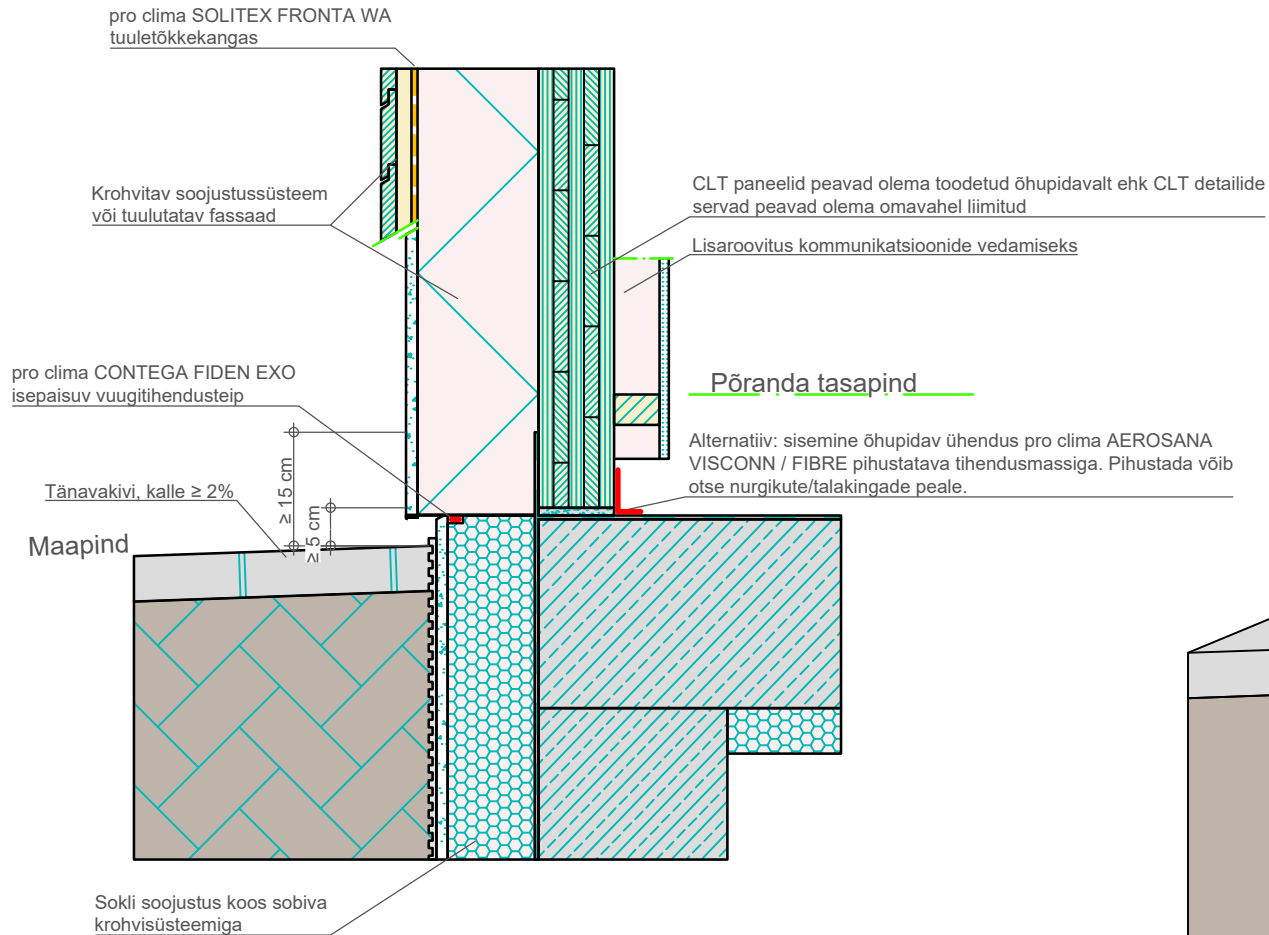 pro clima SOLITEX FRONTA WA
tuuletõkkekangas
Krohvitav soojustussüsteem
või tuulutatav fassaad
CLT paneelid peavad olema toodetud õhupidavalt ehk CLT detailide
servad peavad olema omavahel liimitud
Lisaroovitus kommunikatsioonide vedamiseks
pro clima CONTEGA FIDEN EXO
isepaisuv vuugitihendusteip
Põranda tasapind
Alternatiiv: sisemine õhupidav ühendus pro clima AEROSANA
VISCONN / FIBRE pihustatava tihendusmassiga. Pihustada võib
otse nurgikute/talakingade peale.
≥ 15 cm
≥ 5 cm
Tänavakivi, kalle ≥ 2%
Maapind
Sokli soojustus koos sobiva
krohvisüsteemiga